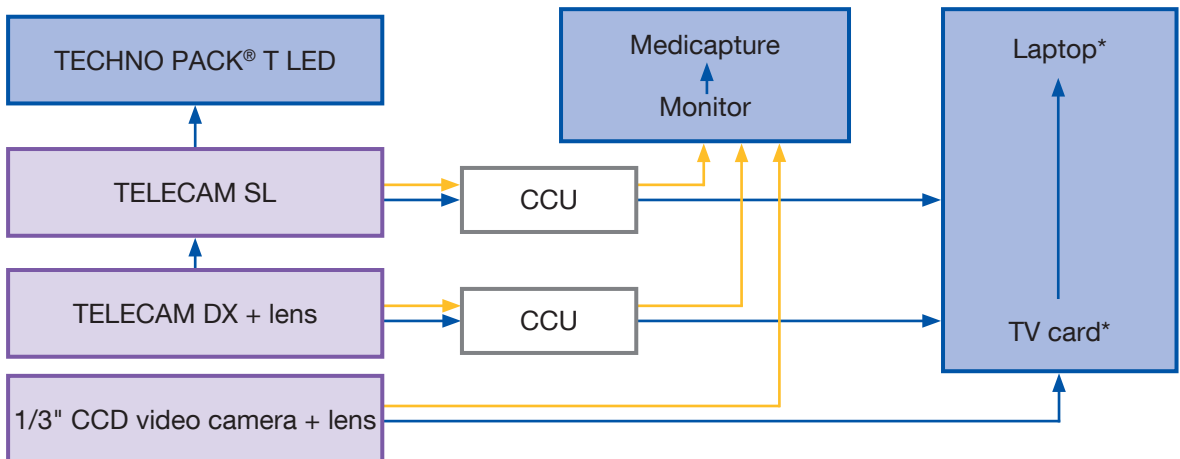 TECHNO PACK® T LED
Medicapture
Monitor
Laptop*
TELECAM SL
CCU
TELECAM DX + lens
CCU
TV card*
1/3" CCD video camera + lens